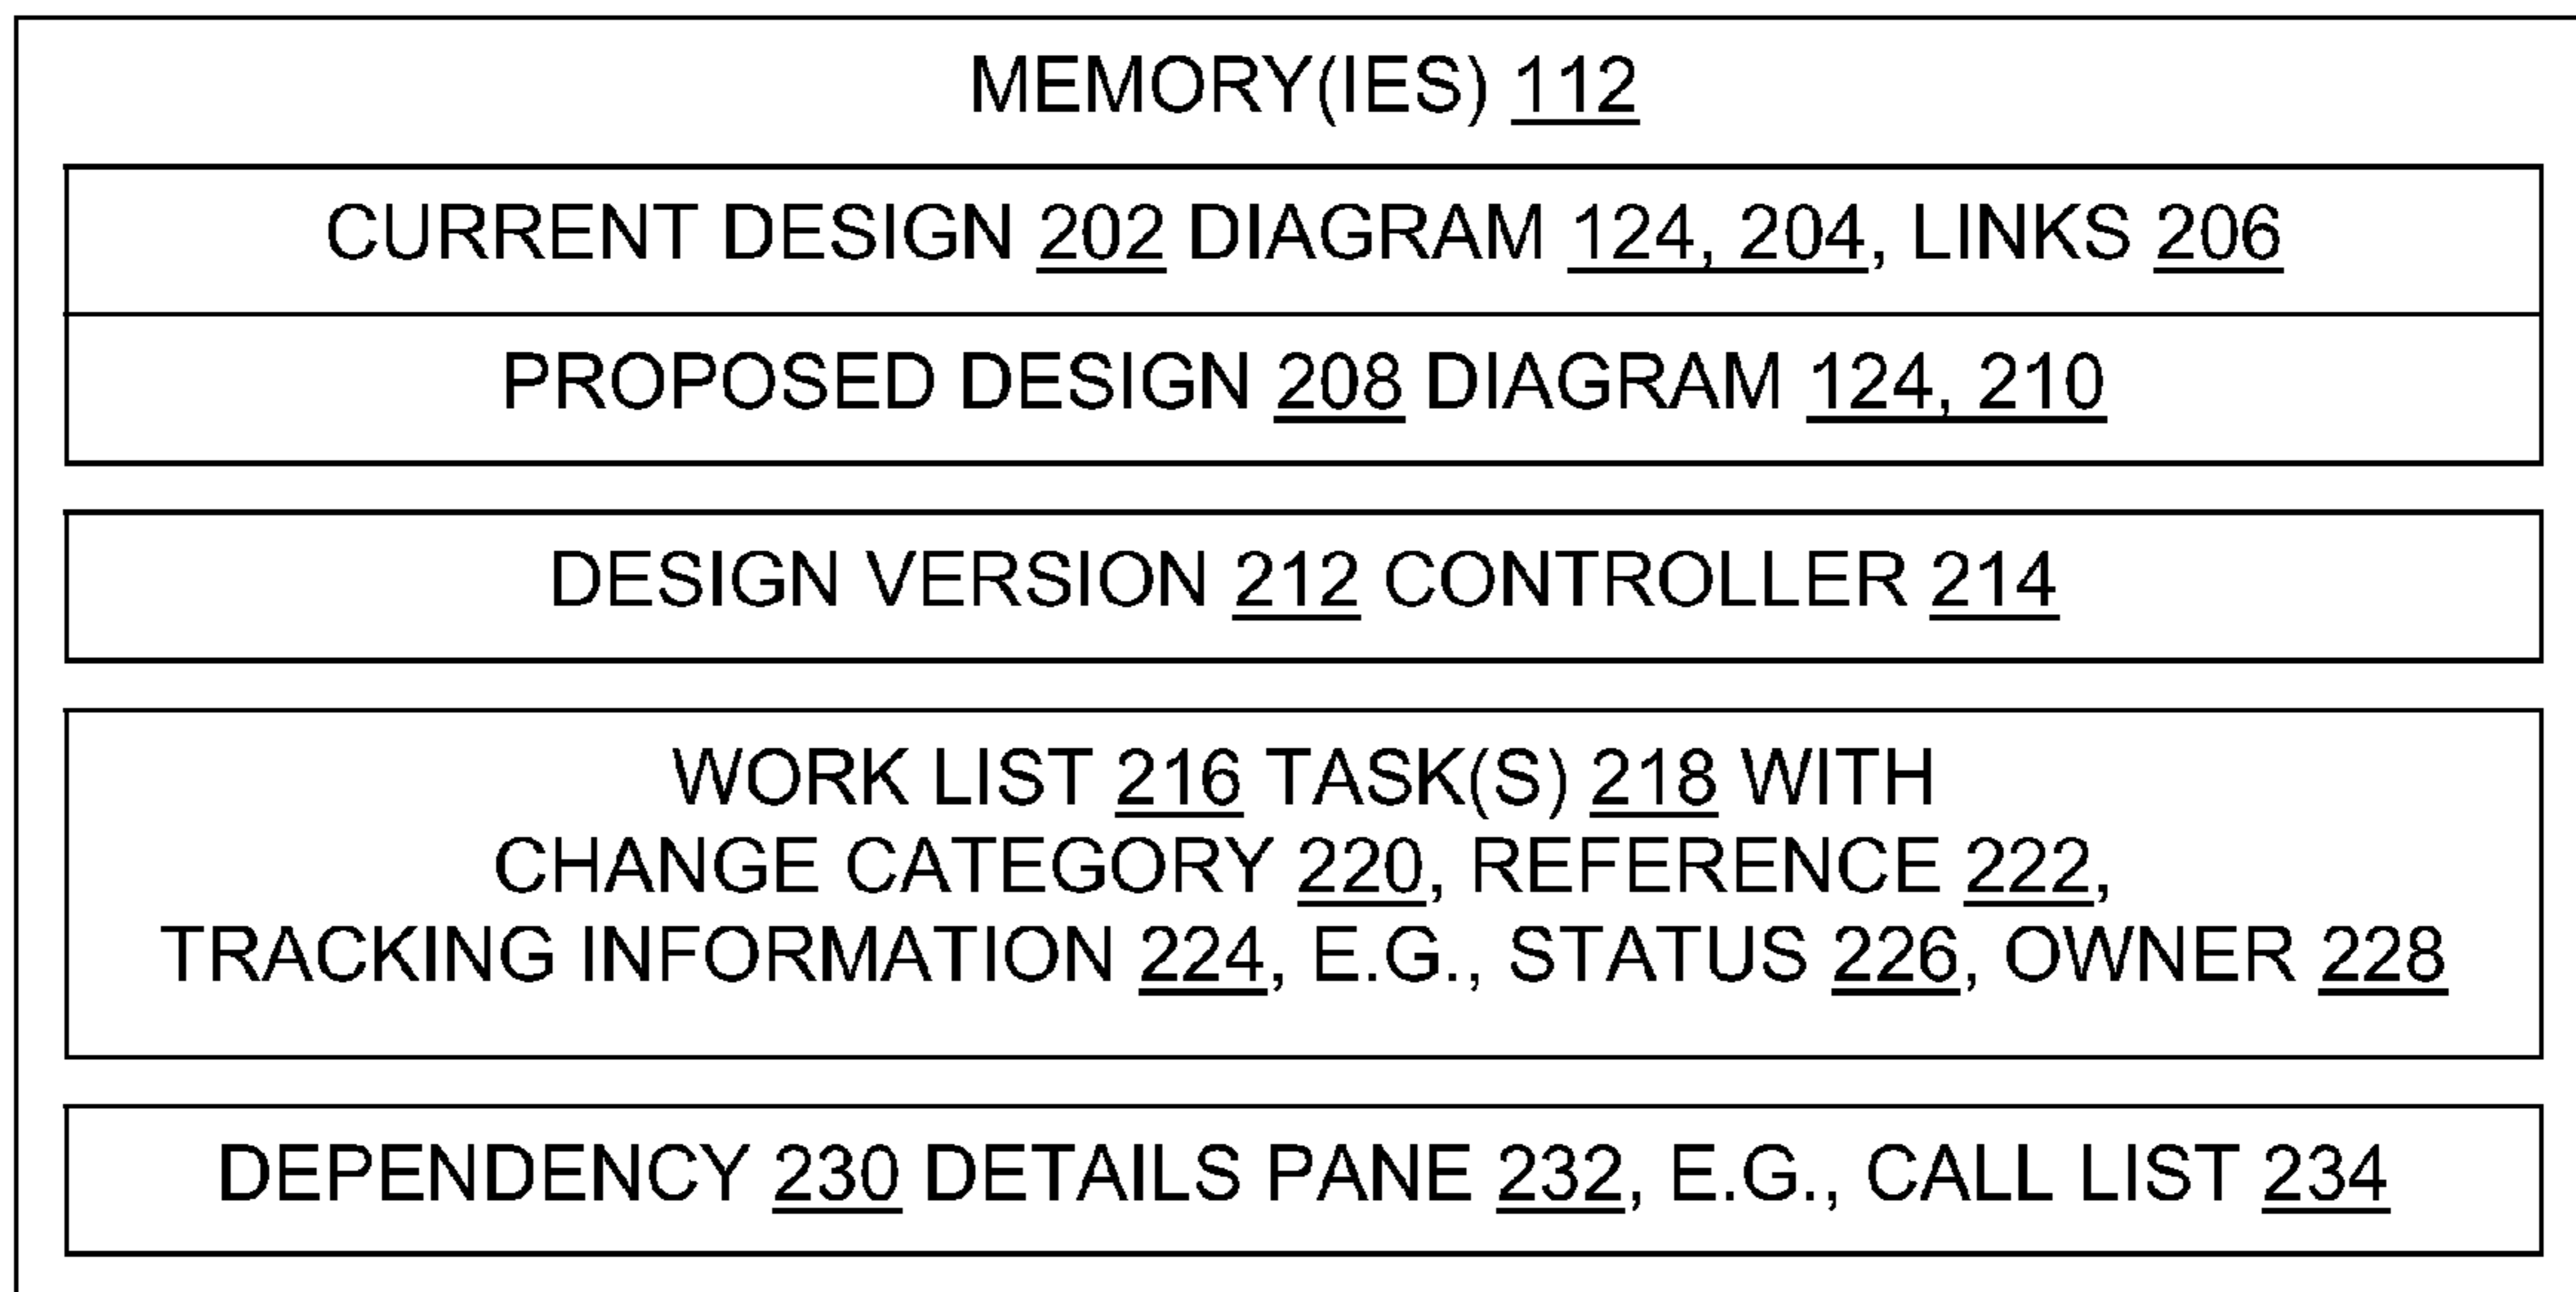 MEMORY(IES) 112
CURRENT DESIGN 202 DIAGRAM 124, 204, LINKS 206
PROPOSED DESIGN 208 DIAGRAM 124, 210
DESIGN VERSION 212 CONTROLLER 214
WORK LIST 216 TASK(S) 218 WITH
CHANGE CATEGORY 220, REFERENCE 222,
TRACKING INFORMATION 224, E.G., STATUS 226, OWNER 228
DEPENDENCY 230 DETAILS PANE 232, E.G., CALL LIST 234